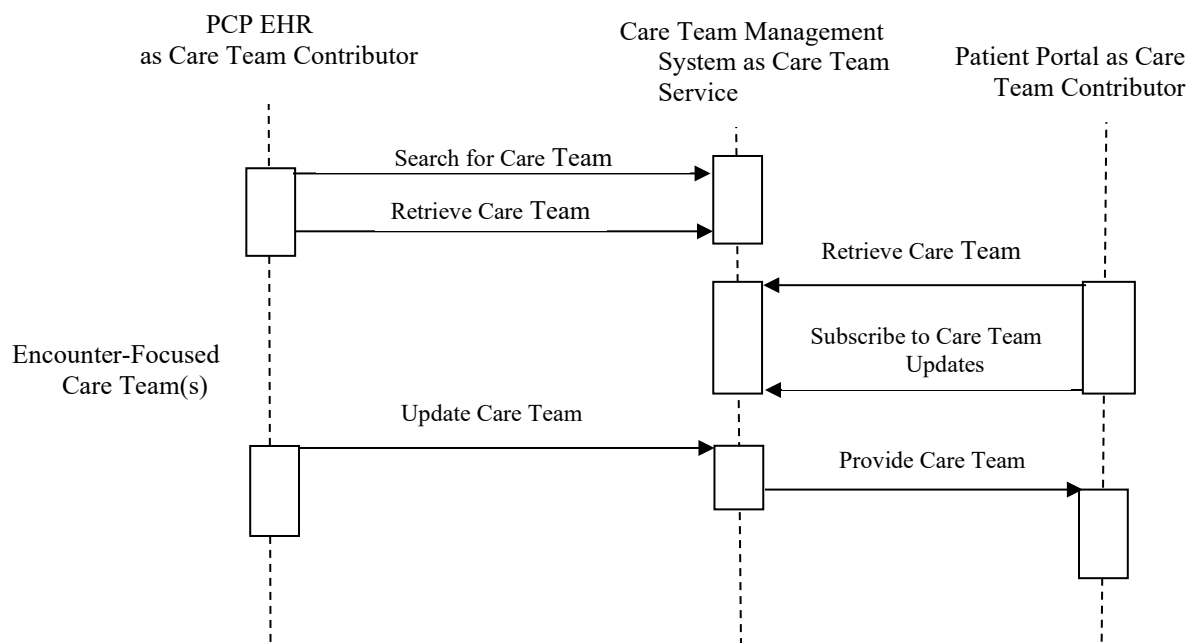 PCP EHR
as Care Team Contributor
Care Team Management
System as Care Team
Service
Patient Portal as Care
Team Contributor
Search for Care Team
Retrieve Care Team
Retrieve Care Team
Subscribe to Care Team
Updates
Encounter-Focused
Care Team(s)
Update Care Team
Provide Care Team